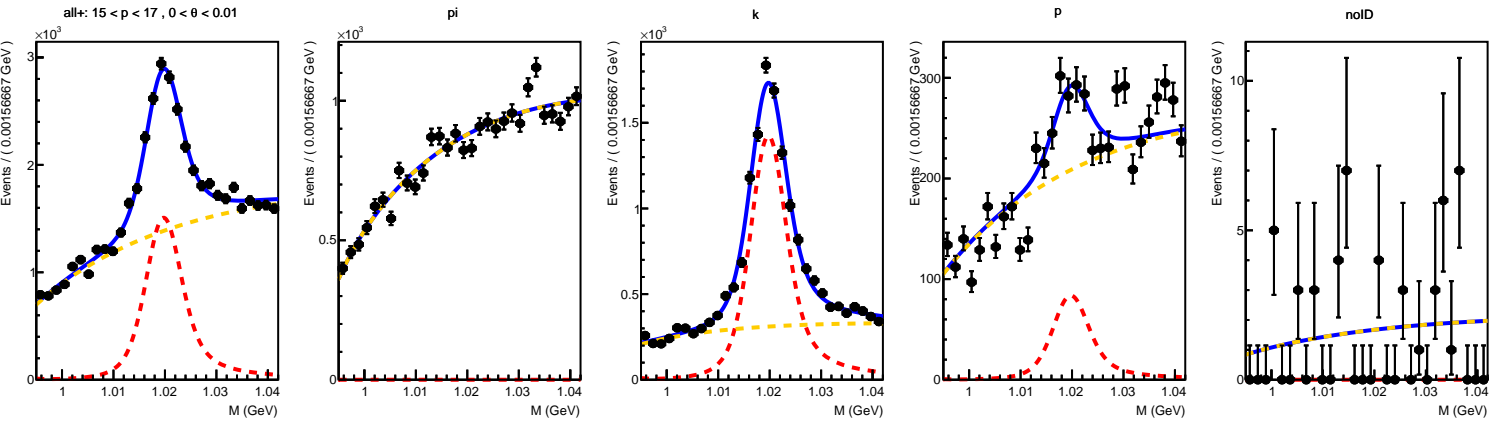 all+: 15 < p < 17 , 0 < θ < 0.01
×10³
Events / ( 0.00156667 GeV )
3
2
1
0
1 1.01 1.02 1.03 1.04
M (GeV)
pi
×10³
Events / ( 0.00156667 GeV )
1
0.5
0
1 1.01 1.02 1.03 1.04
M (GeV)
k
×10³
Events / ( 0.00156667 GeV )
1.5
1
0.5
0
1 1.01 1.02 1.03 1.04
M (GeV)
p
Events / ( 0.00156667 GeV )
300
200
100
0
1 1.01 1.02 1.03 1.04
M (GeV)
noID
Events / ( 0.00156667 GeV )
10
5
0
1 1.01 1.02 1.03 1.04
M (GeV)